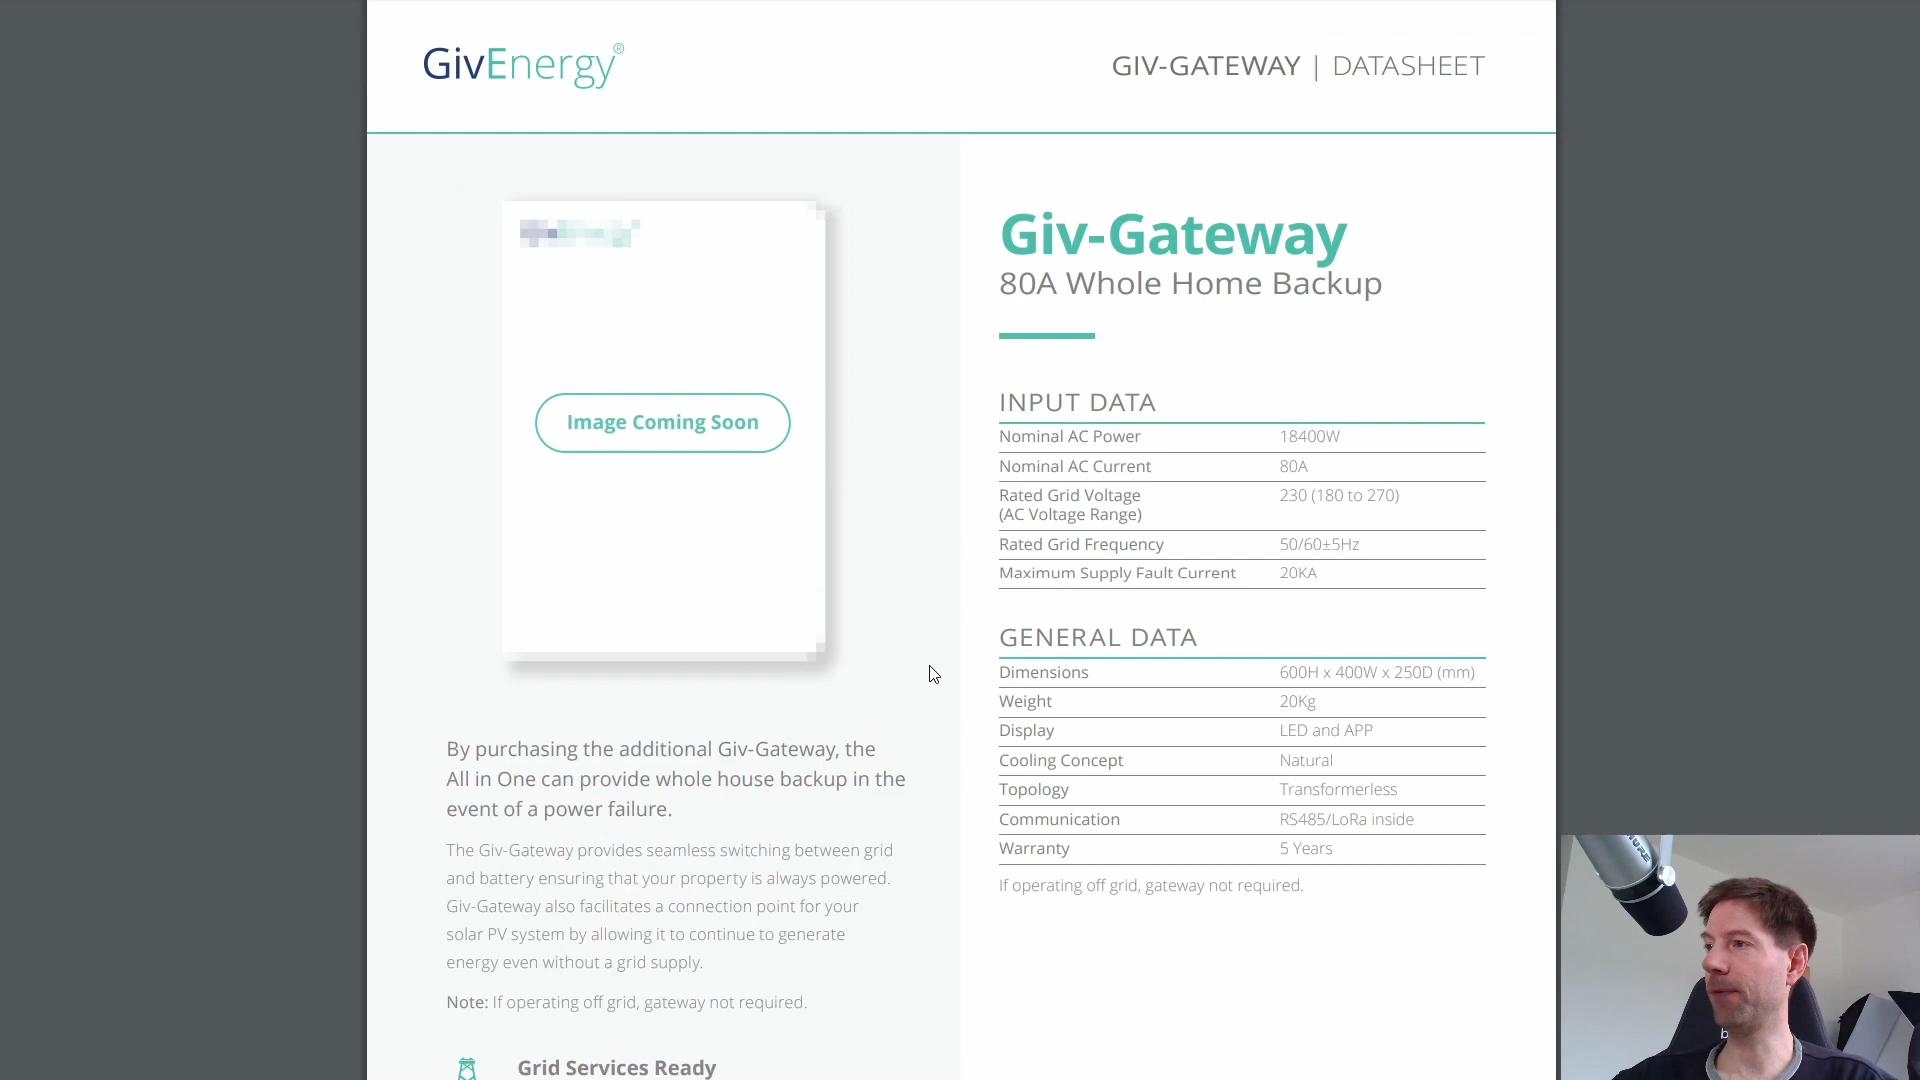 GivEnergy®
GIV-GATEWAY | DATASHEET
Image Coming Soon
By purchasing the additional Giv-Gateway, the
All in One can provide whole house backup in the
event of a power failure.
The Giv-Gateway provides seamless switching between grid
and battery ensuring that your property is always powered.
Giv-Gateway also facilitates a connection point for your
solar PV system by allowing it to continue to generate
energy even without a grid supply.
Note: If operating off grid, gateway not required.
Grid Services Ready
Giv-Gateway
80A Whole Home Backup
INPUT DATA
Nominal AC Power 18400W
Nominal AC Current 80A
Rated Grid Voltage 230 (180 to 270)
(AC Voltage Range)
Rated Grid Frequency 50/60±5Hz
Maximum Supply Fault Current 20KA
GENERAL DATA
Dimensions 600H x 400W x 250D (mm)
Weight 20Kg
Display LED and APP
Cooling Concept Natural
Topology Transformerless
Communication RS485/LoRa inside
Warranty 5 Years
If operating off grid, gateway not required.